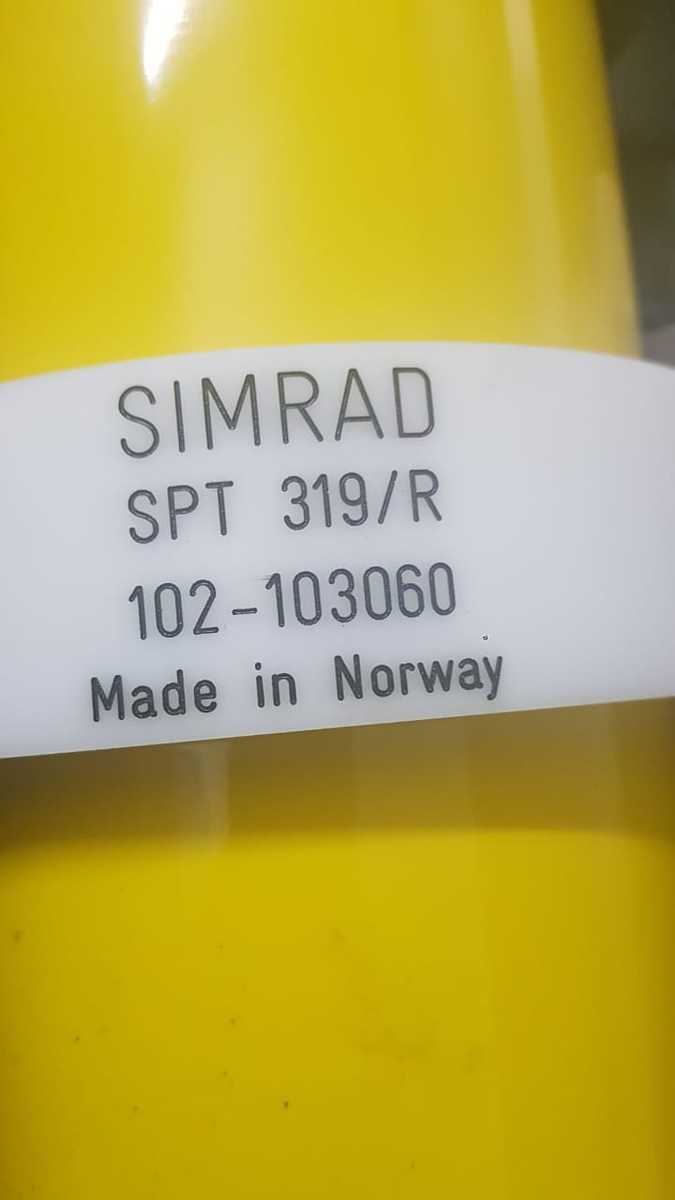 SIMRAD
SPT 319/R
102-103060
Made in Norway